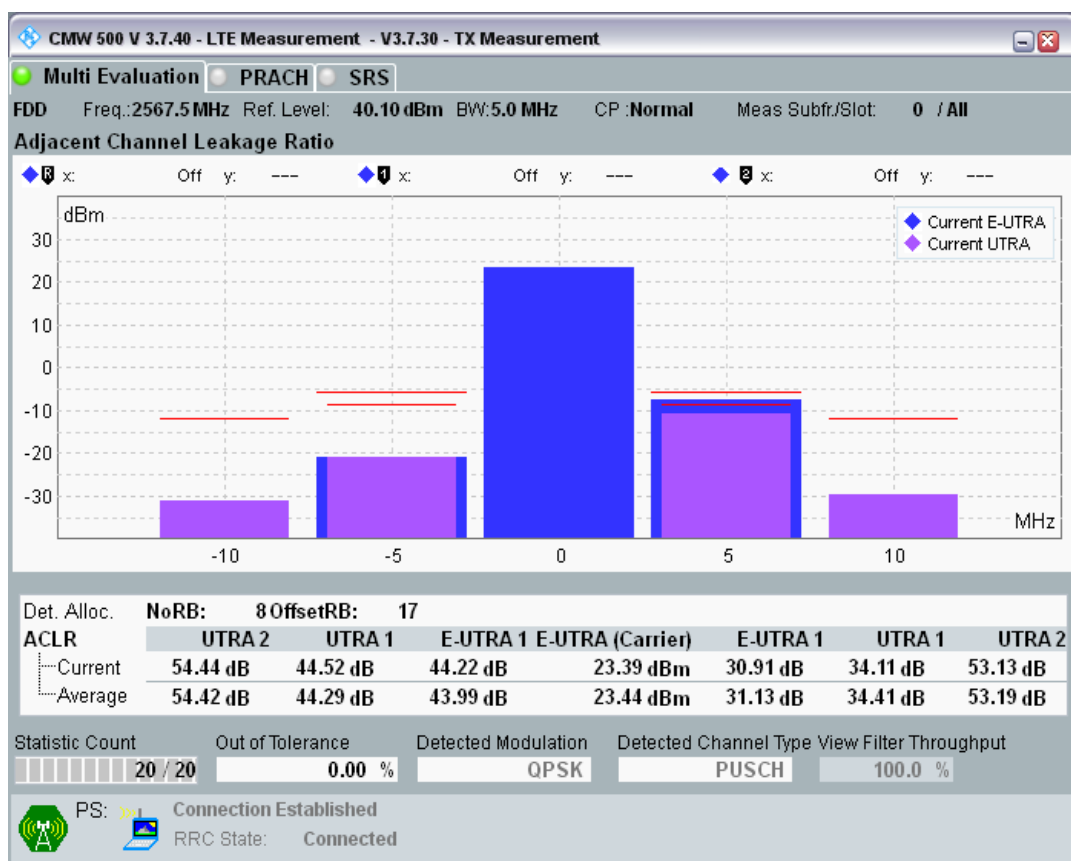 CMW 500 V 3.7.40 - LTE Measurement - V3.7.30 - TX Measurement
Multi Evaluation PRACH SRS
FDD Freq.:2567.5 MHz Ref. Level: 40.10 dBm BW:5.0 MHz CP :Normal Meas Subfr./Slot: 0 / All
Adjacent Channel Leakage Ratio
R x: Off y: --- 1 x: Off y: --- 2 x: Off y: ---
dBm
Current E-UTRA
Current UTRA
30
20
10
0
-10
-20
-30
MHz
-10 -5 0 5 10
Det. Alloc. NoRB: 8 OffsetRB: 17
ACLR UTRA 2 UTRA 1 E-UTRA 1 E-UTRA (Carrier) E-UTRA 1 UTRA 1 UTRA 2
Current 54.44 dB 44.52 dB 44.22 dB 23.39 dBm 30.91 dB 34.11 dB 53.13 dB
Average 54.42 dB 44.29 dB 43.99 dB 23.44 dBm 31.13 dB 34.41 dB 53.19 dB
Statistic Count Out of Tolerance Detected Modulation Detected Channel Type View Filter Throughput
20 / 20 0.00 % QPSK PUSCH 100.0 %
PS: Connection Established
RRC State: Connected